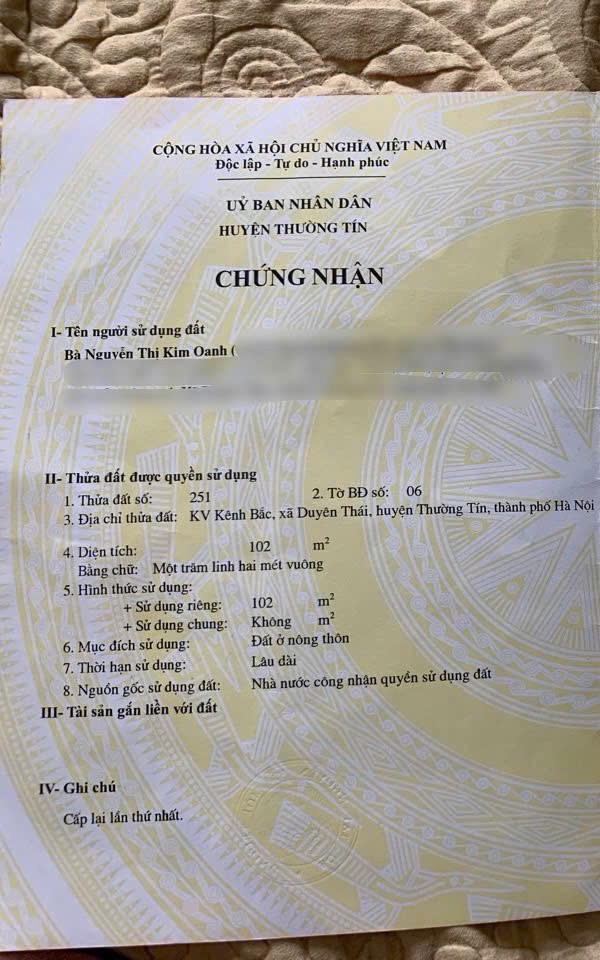 CỘNG HÒA XÃ HỘI CHỦ NGHĨA VIỆT NAM
Độc lập - Tự do - Hạnh phúc
UỶ BAN NHÂN DÂN
HUYỆN THƯỜNG TÍN
CHỨNG NHẬN
I- Tên người sử dụng đất
Bà Nguyễn Thị Kim Oanh (
II- Thửa đất được quyền sử dụng
1. Thửa đất số: 251 2. Tờ BĐ số: 06
3. Địa chỉ thửa đất: KV Kênh Bắc, xã Duyên Thái, huyện Thường Tín, thành phố Hà Nội
4. Diện tích: 102 m²
Bằng chữ: Một trăm linh hai mét vuông
5. Hình thức sử dụng:
+ Sử dụng riêng: 102 m²
+ Sử dụng chung: Không m²
6. Mục đích sử dụng: Đất ở nông thôn
7. Thời hạn sử dụng: Lâu dài
8. Nguồn gốc sử dụng đất: Nhà nước công nhận quyền sử dụng đất
III- Tài sản gắn liền với đất
IV- Ghi chú
Cấp lại lần thứ nhất.